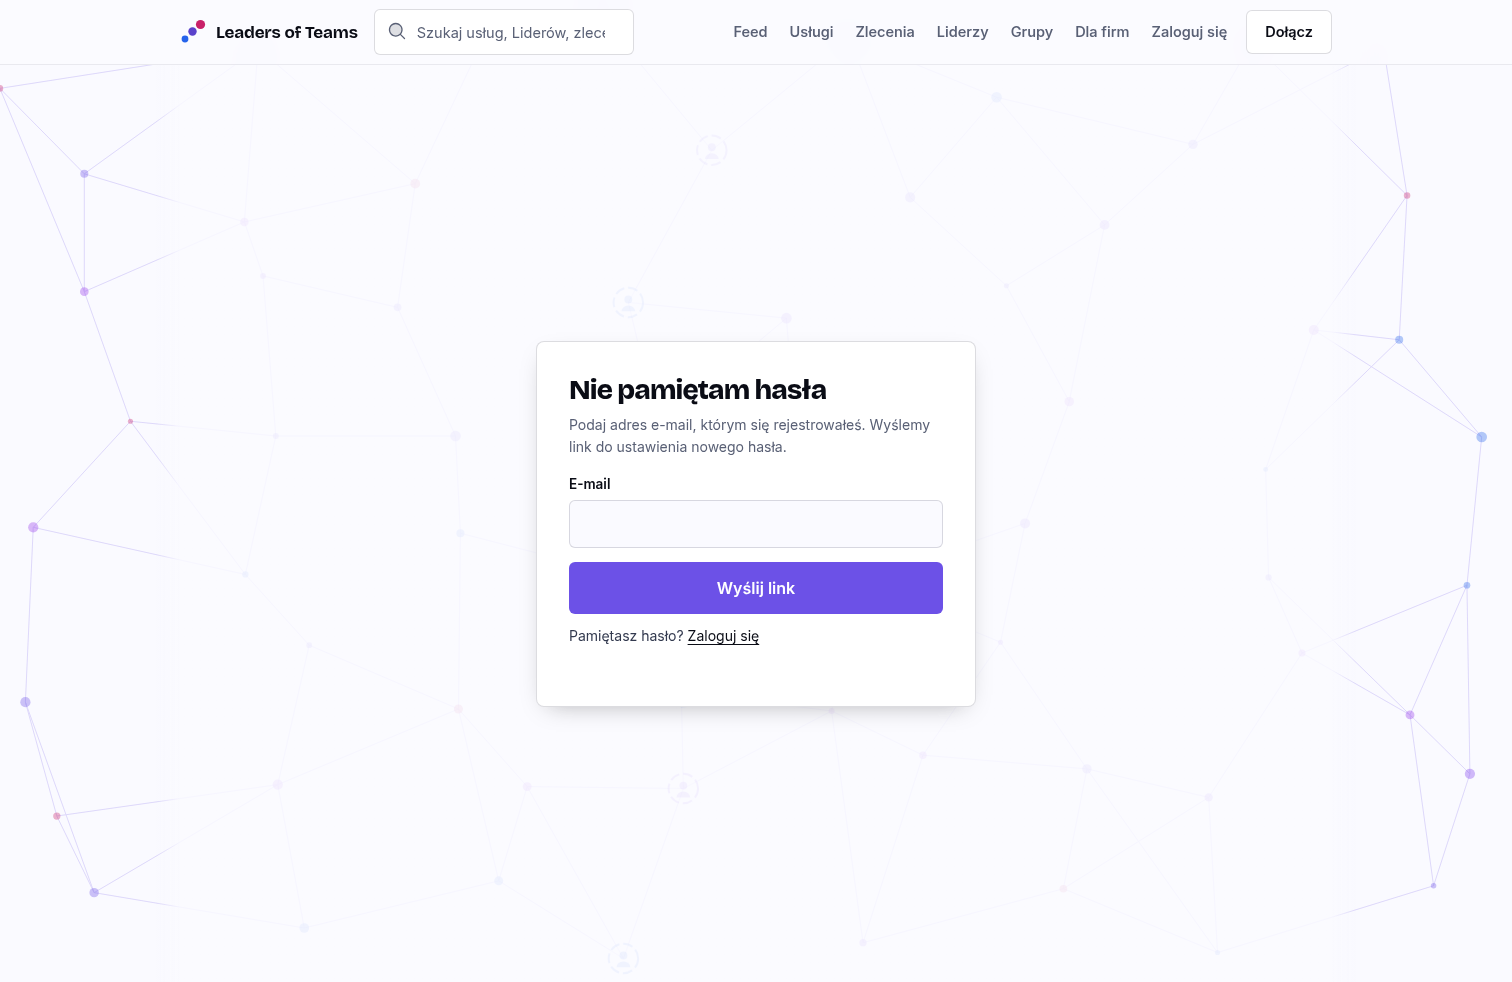 Leaders of Teams
Szukaj usług, Liderów, zlec
Feed
Usługi
Zlecenia
Liderzy
Grupy
Dla firm
Zaloguj się
Dołącz
Nie pamiętam hasła
Podaj adres e-mail, którym się rejestrowałeś. Wyślemy
link do ustawienia nowego hasła.
E-mail
Wyślij link
Pamiętasz hasło? Zaloguj się